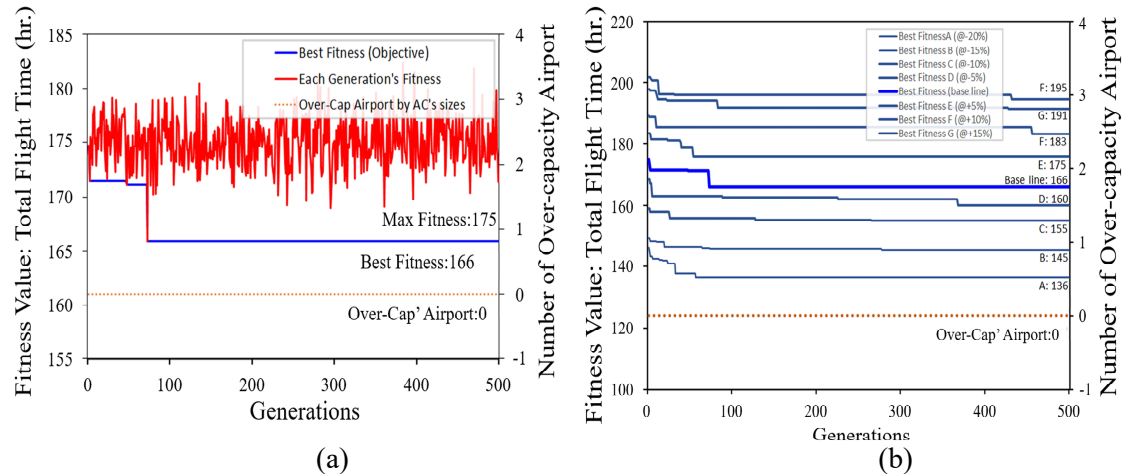 Fitness Value: Total Flight Time (hr.)
185
180
175
170
165
160
155
Best Fitness (Objective)
Each Generation's Fitness
Over-Cap Airport by AC's sizes
Max Fitness:175
Best Fitness:166
Over-Cap' Airport:0
4
3
2
1
0
-1
Number of Over-capacity Airport
0
100
200
300
400
500
Generations
(a)
Fitness Value: Total Flight Time (hr.)
220
200
180
160
140
120
100
Best FitnessA (@-20%)
Best Fitness B (@-15%)
Best Fitness C (@-10%)
Best Fitness D (@-5%)
Best Fitness (base line)
Best Fitness E (@+5%)
Best Fitness F (@+10%)
Best Fitness G (@+15%)
F: 195
G: 191
F: 183
E: 175
Base line: 166
D: 160
C: 155
B: 145
A: 136
Over-Cap' Airport:0
4
3
2
1
0
-1
Number of Over-capacity Airport
0
100
200
300
400
500
Generations
(b)